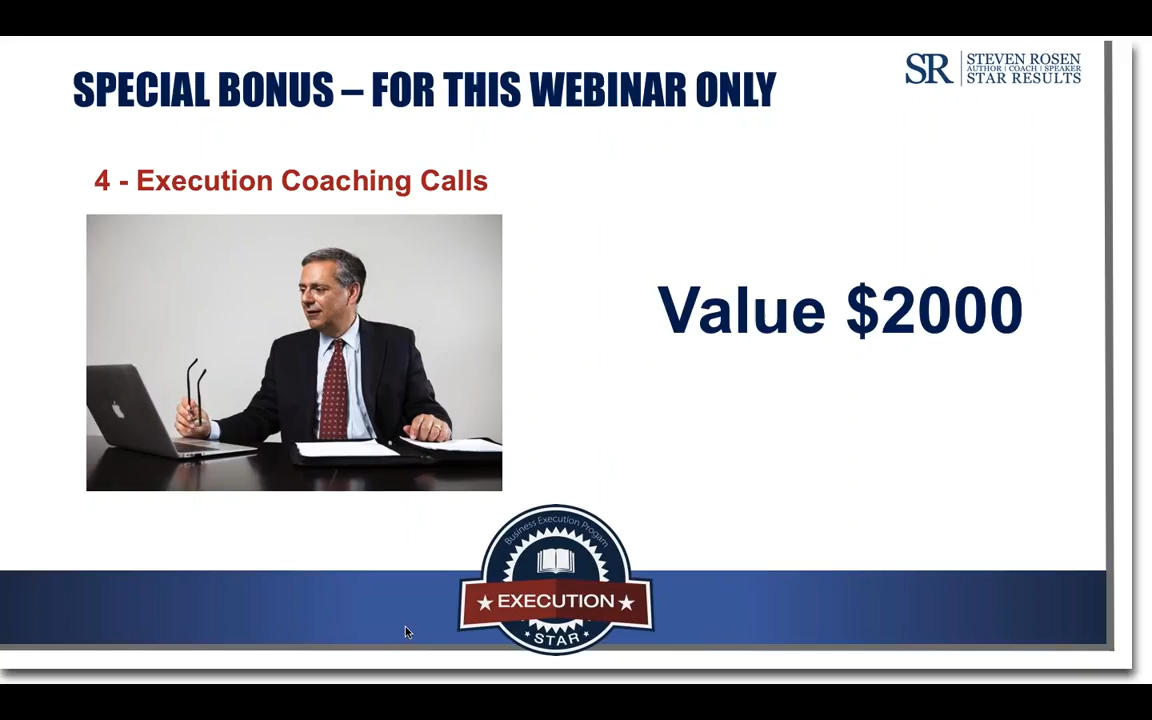 SPECIAL BONUS – FOR THIS WEBINAR ONLY
SR
STEVEN ROSEN
AUTHOR | COACH | SPEAKER
STAR RESULTS
4 - Execution Coaching Calls
Value $2000
Business Execution Progam
EXECUTION
STAR